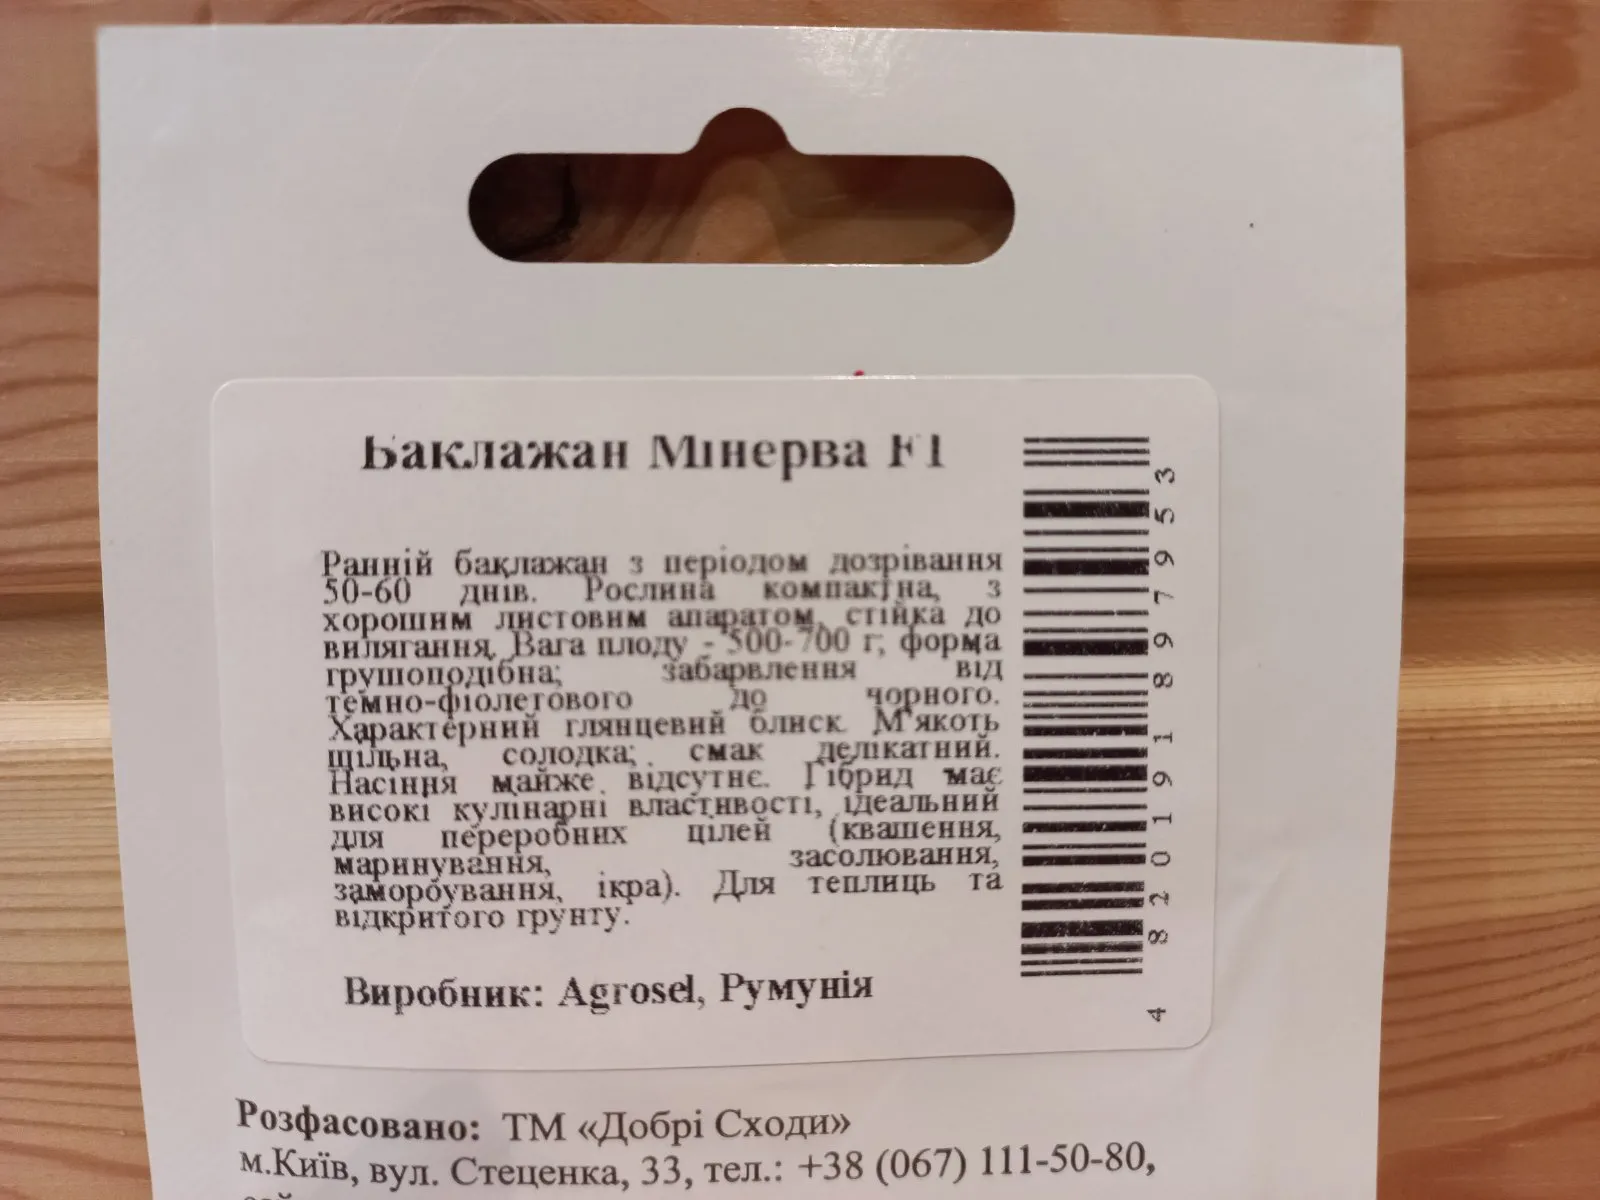 Баклажан Мінерва F1
Ранній баклажан з періодом дозрівання
50-60 днів. Рослина компактна, з
хорошим листовим апаратом, стійка до
вилягання. Вага плоду - 500-700 г, форма
грушоподібна; забарвлення від
темно-фіолетового до чорного.
Характерний глянцевий блиск. М'якоть
щільна, солодка; смак делікатний.
Насіння майже відсутнє. Гібрид має
високі кулінарні властивості, ідеальний
для переробних цілей (квашення,
маринування, засолювання,
заморбування, ікра). Для теплиць та
відкритого грунту.
Виробник: Agrosel, Румунія
4 820191 897953
Розфасовано: ТМ «Добрі Сходи»
м.Київ, вул. Стеценка, 33, тел.: +38 (067) 111-50-80,